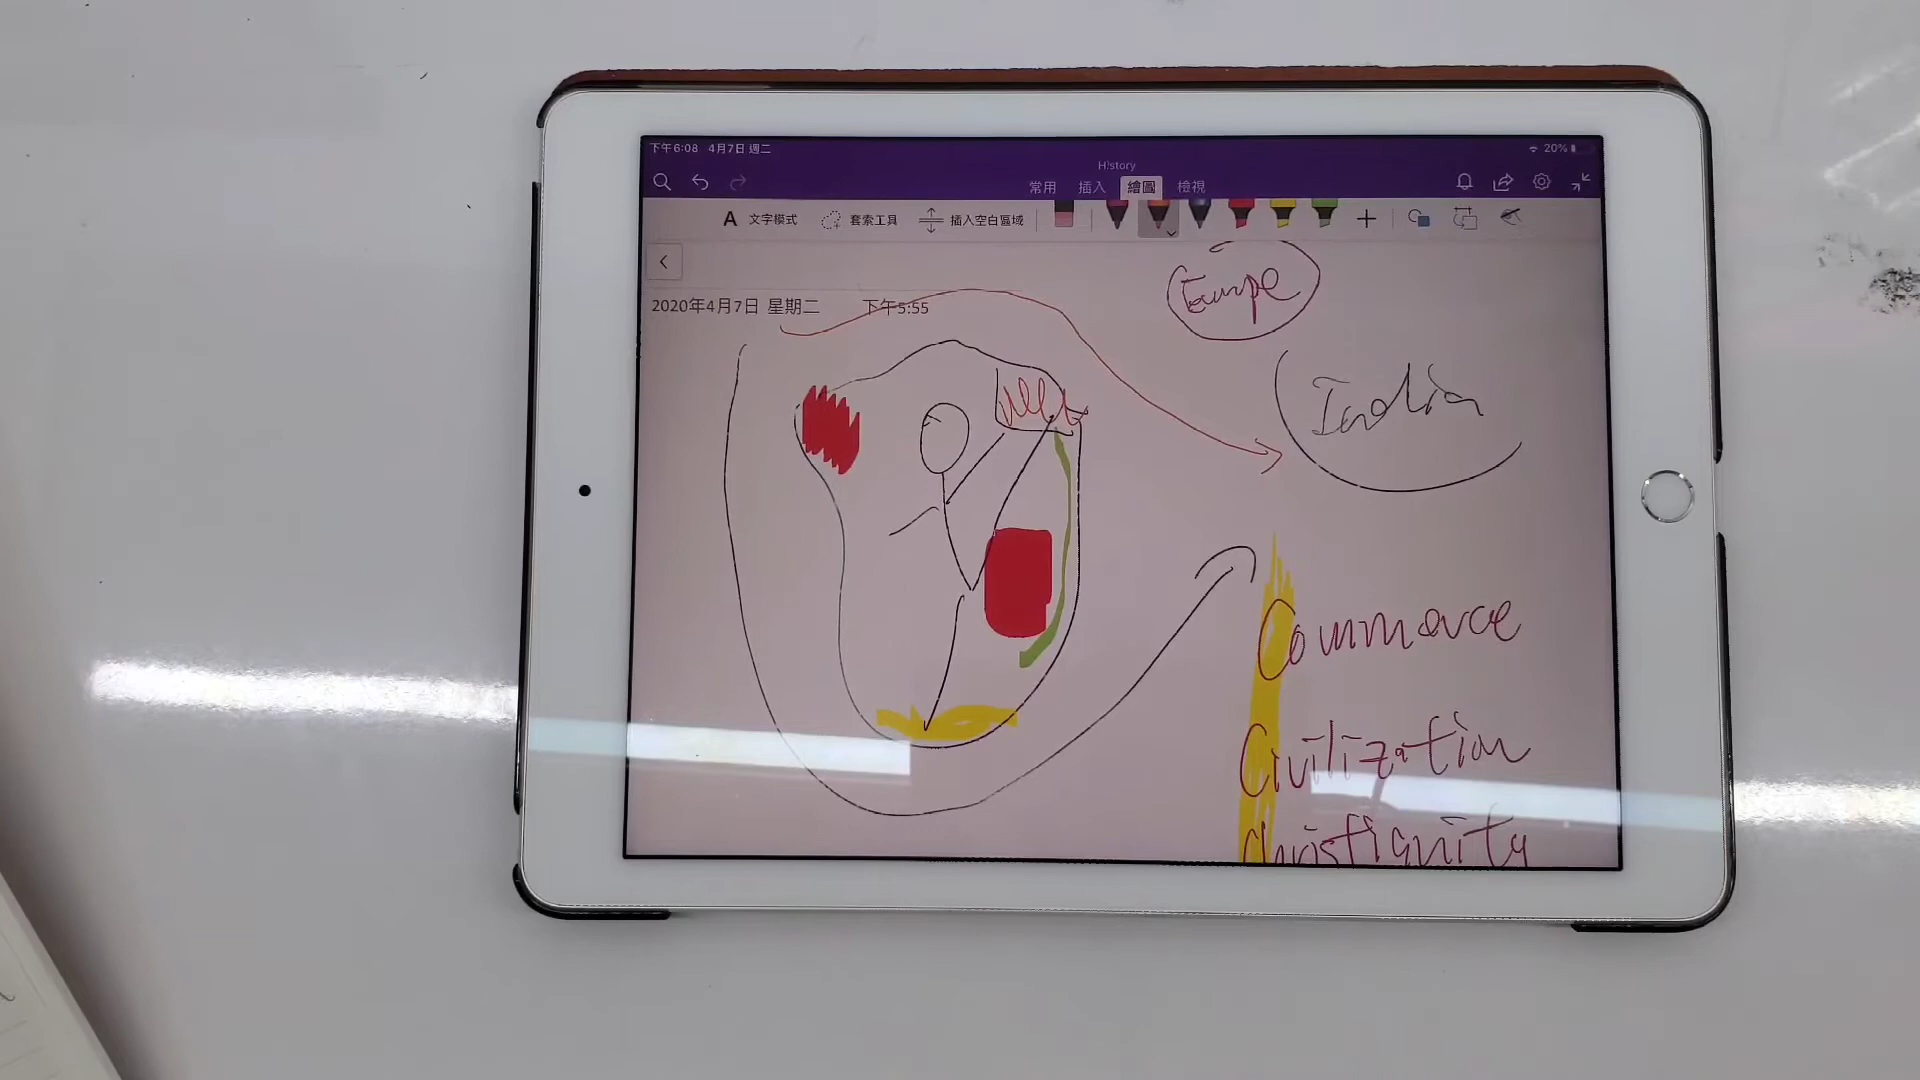 下午6:08 4月7日 週二
20%
History
常用 插入 繪圖 檢視
A 文字模式 套索工具 插入空白區域
2020年4月7日 星期二 下午5:55
Europe
India
Commerce
Civilization
Christianity